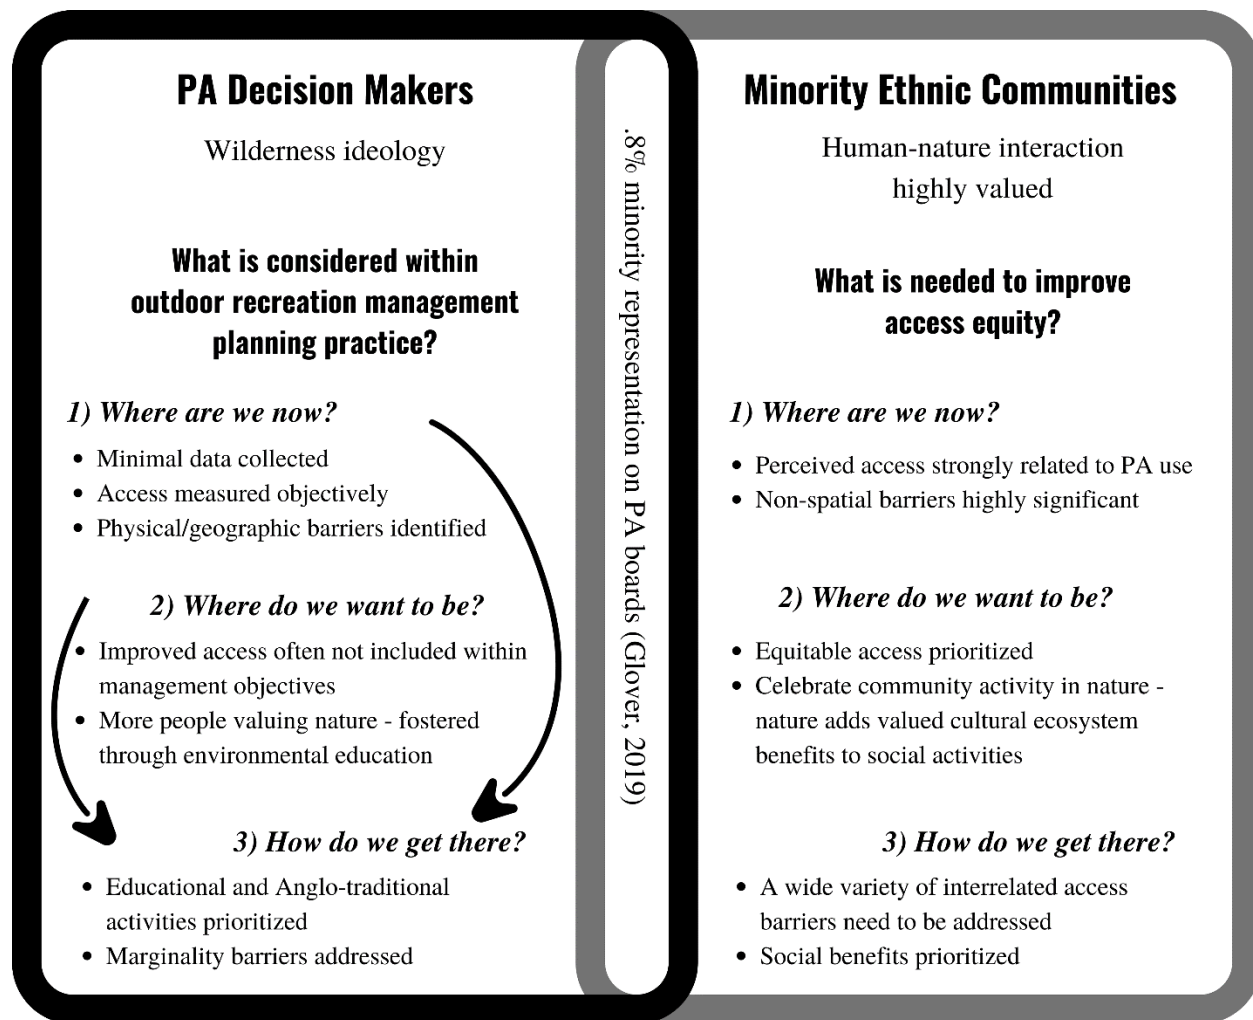 PA Decision Makers
Wilderness ideology
What is considered within
outdoor recreation management
planning practice?
1) Where are we now?
• Minimal data collected
• Access measured objectively
• Physical/geographic barriers identified
2) Where do we want to be?
• Improved access often not included within
management objectives
• More people valuing nature - fostered
through environmental education
3) How do we get there?
• Educational and Anglo-traditional
activities prioritized
• Marginality barriers addressed
.8% minority representation on PA boards (Glover, 2019)
Minority Ethnic Communities
Human-nature interaction
highly valued
What is needed to improve
access equity?
1) Where are we now?
• Perceived access strongly related to PA use
• Non-spatial barriers highly significant
2) Where do we want to be?
• Equitable access prioritized
• Celebrate community activity in nature -
nature adds valued cultural ecosystem
benefits to social activities
3) How do we get there?
• A wide variety of interrelated access
barriers need to be addressed
• Social benefits prioritized